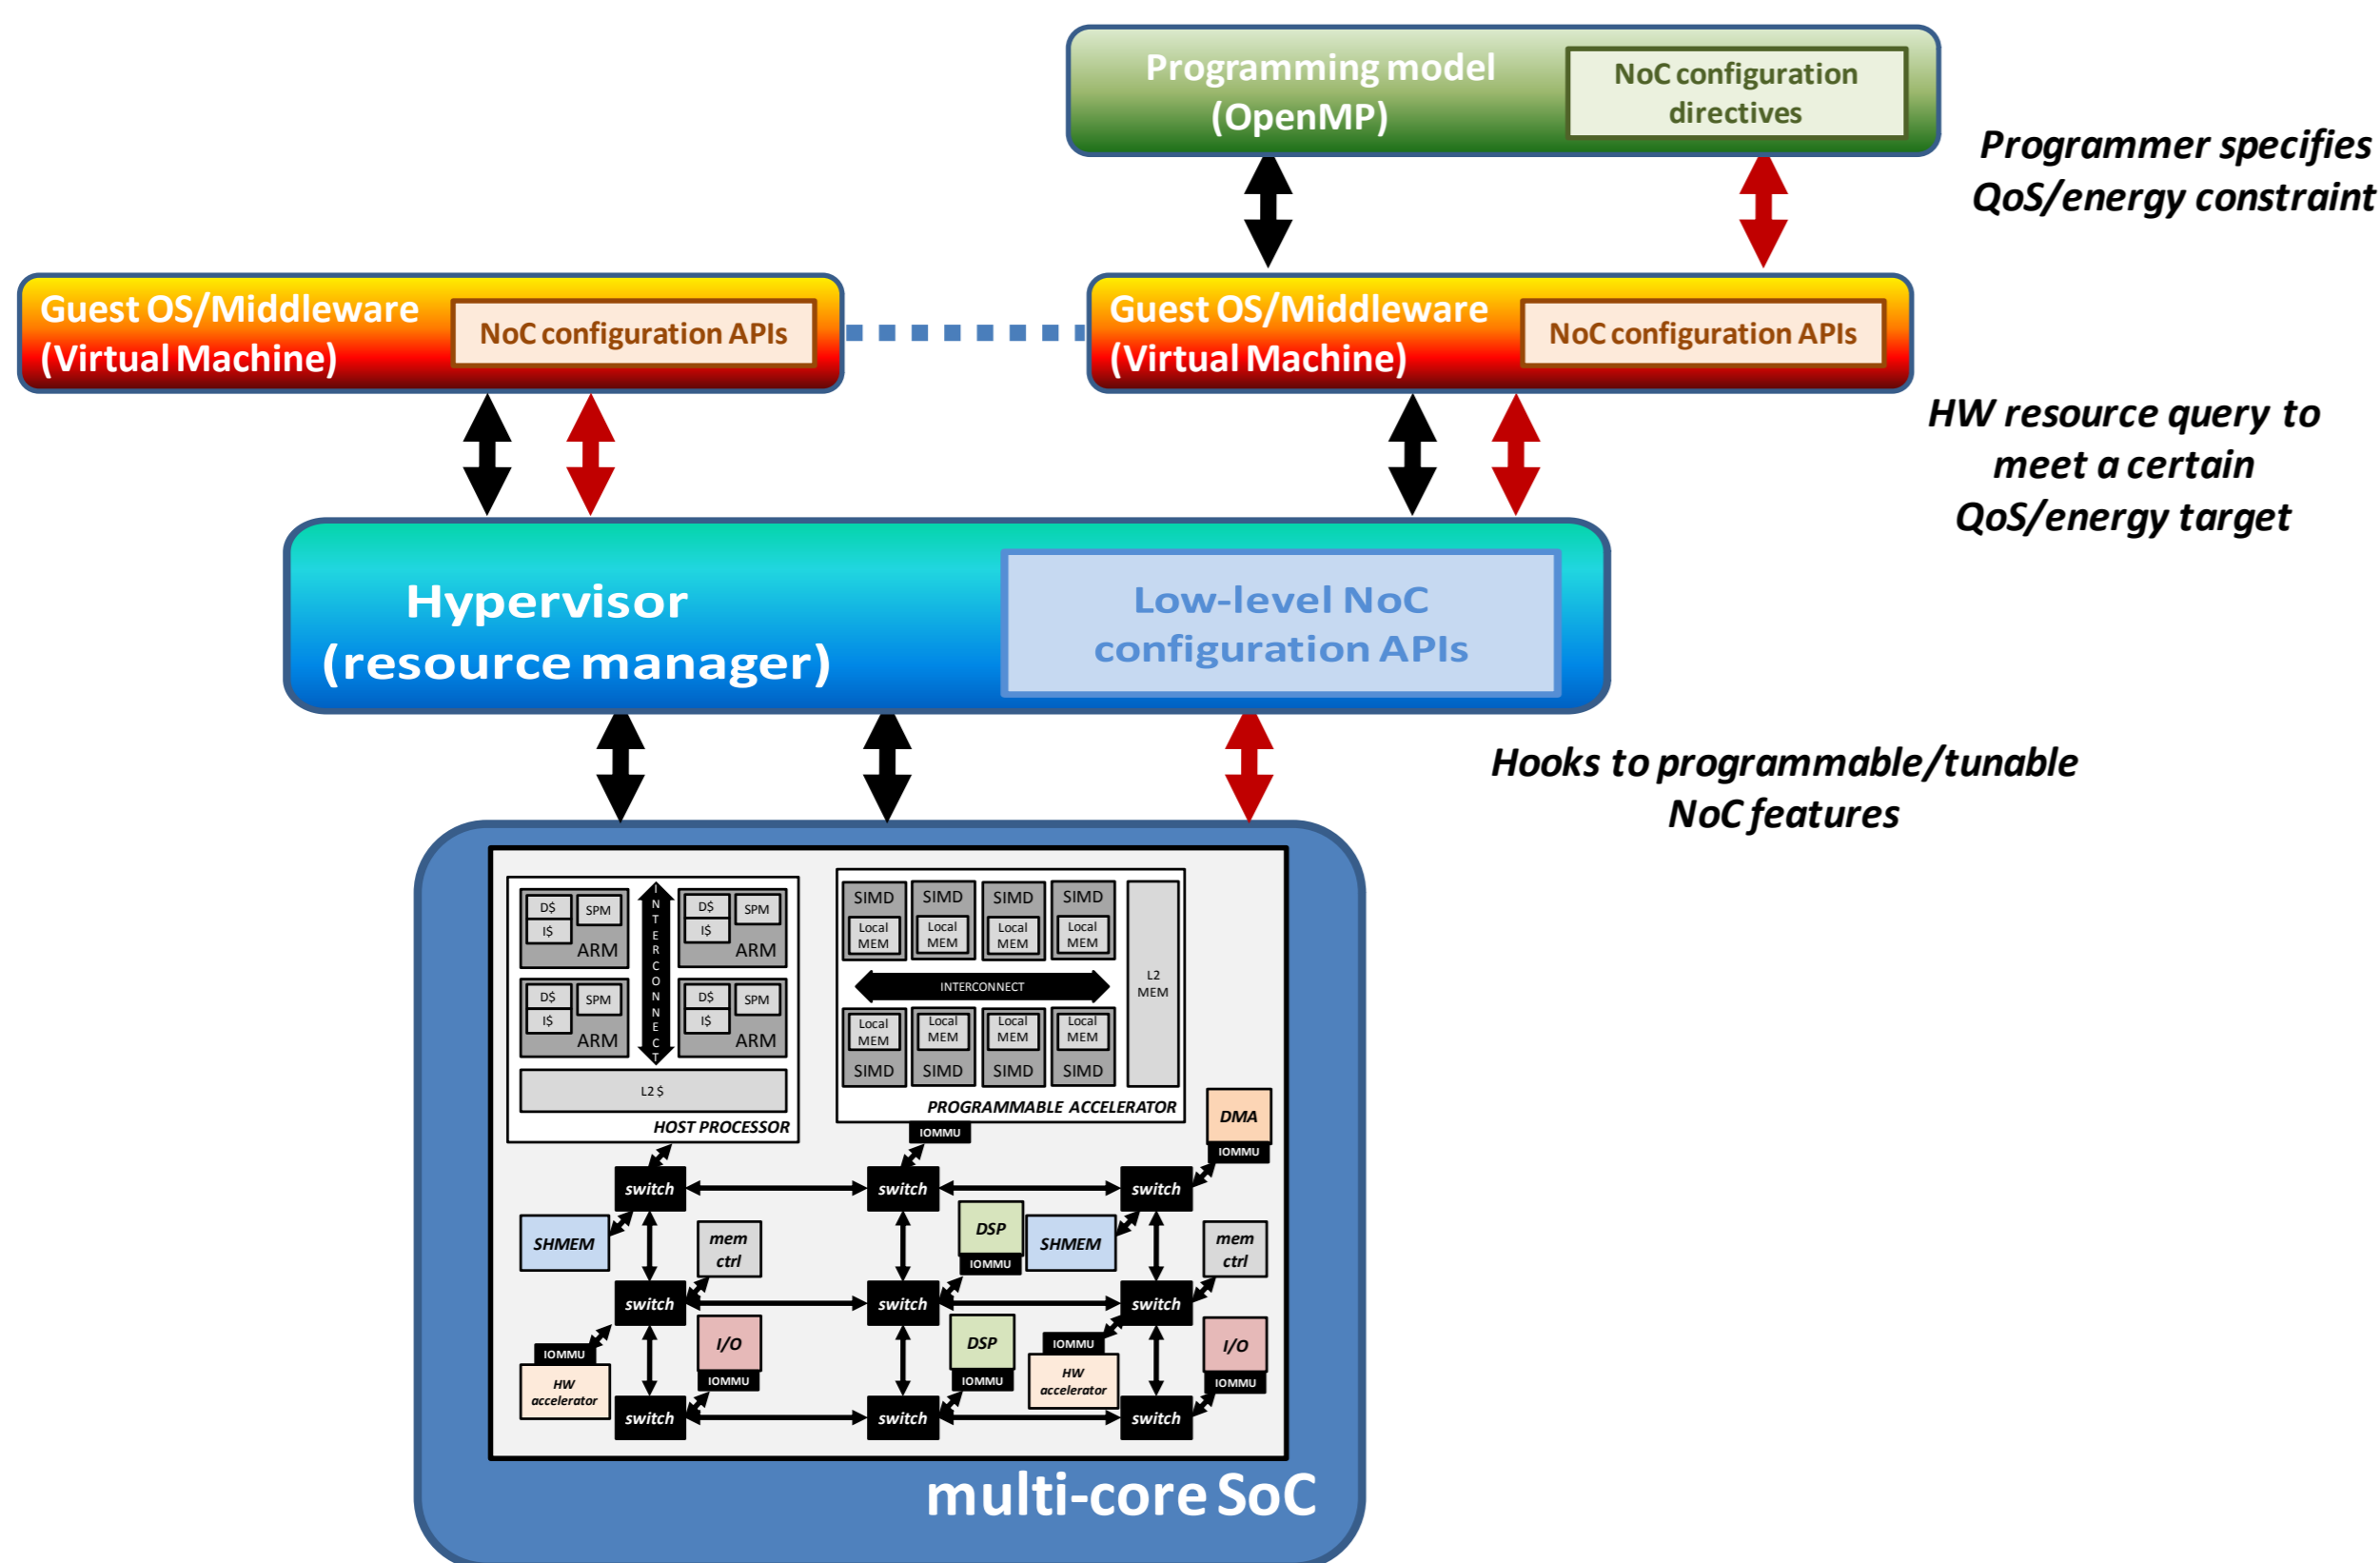 Programming model
(OpenMP)
NoC configuration
directives
Programmer specifies
QoS/energy constraint
Guest OS/Middleware
(Virtual Machine)
NoC configuration APIs
Guest OS/Middleware
(Virtual Machine)
NoC configuration APIs
HW resource query to
meet a certain
QoS/energy target
Hypervisor
(resource manager)
Low-level NoC
configuration APIs
Hooks to programmable/tunable
NoC features
D$
I$
SPM
ARM
D$
I$
SPM
ARM
INTERCONNECT
D$
I$
SPM
ARM
D$
I$
SPM
ARM
L2 $
HOST PROCESSOR
SIMD
Local
MEM
SIMD
Local
MEM
SIMD
Local
MEM
SIMD
Local
MEM
INTERCONNECT
L2
MEM
Local
MEM
SIMD
Local
MEM
SIMD
Local
MEM
SIMD
Local
MEM
SIMD
PROGRAMMABLE ACCELERATOR
IOMMU
DMA
IOMMU
switch
switch
switch
SHMEM
mem
ctrl
DSP
IOMMU
SHMEM
mem
ctrl
switch
switch
switch
IOMMU
HW
accelerator
I/O
IOMMU
DSP
IOMMU
IOMMU
HW
accelerator
I/O
IOMMU
switch
switch
switch
multi-core SoC